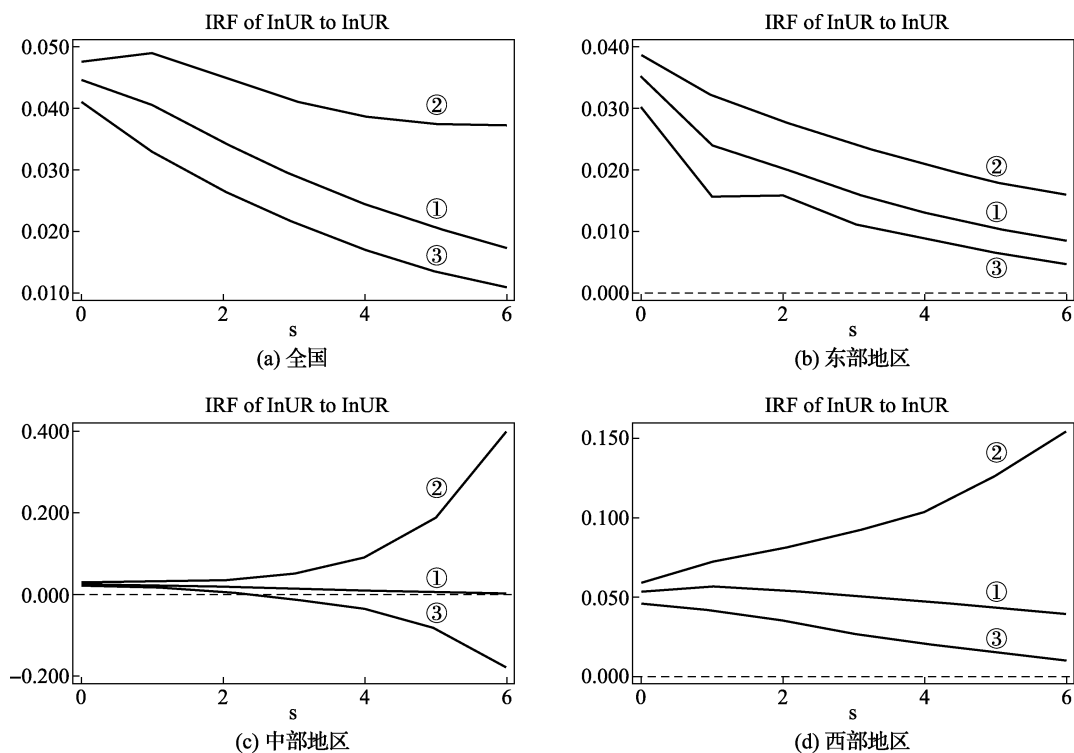 IRF of lnUR to lnUR
0.050
0.040
0.030
0.020
0.010
②
①
③
0 2 4 6
s
(a) 全国
IRF of lnUR to lnUR
0.040
0.030
0.020
0.010
0.000
②
①
③
0 2 4 6
s
(b) 东部地区
IRF of lnUR to lnUR
0.400
0.200
0.000
−0.200
②
①
③
0 2 4 6
s
(c) 中部地区
IRF of lnUR to lnUR
0.150
0.100
0.050
0.000
②
①
③
0 2 4 6
s
(d) 西部地区